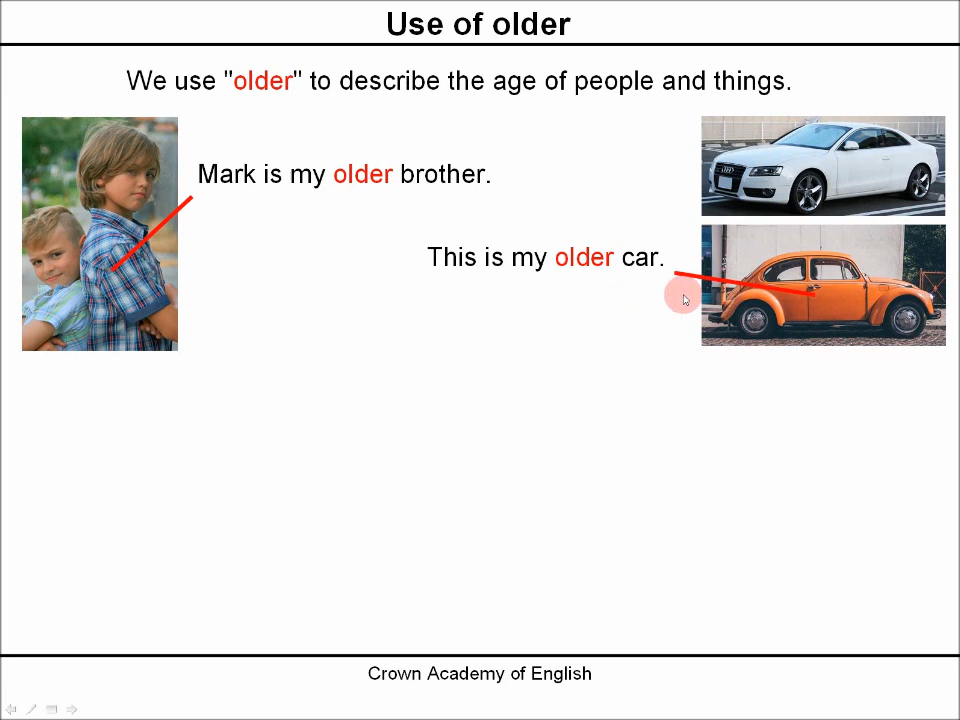 Use of older
We use "older" to describe the age of people and things.
Mark is my older brother.
This is my older car.
Crown Academy of English